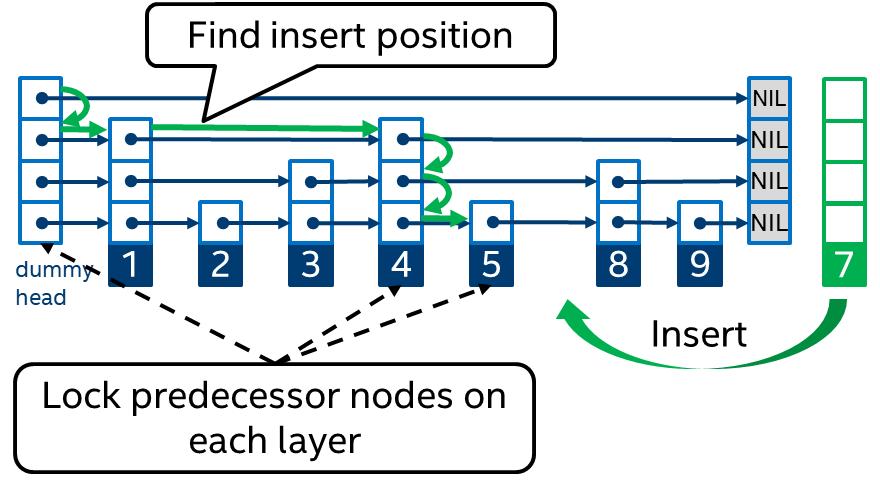 Find insert position
NIL
NIL
NIL
NIL
dummy
head
1 2 3 4 5 8 9 7
Insert
Lock predecessor nodes on
each layer